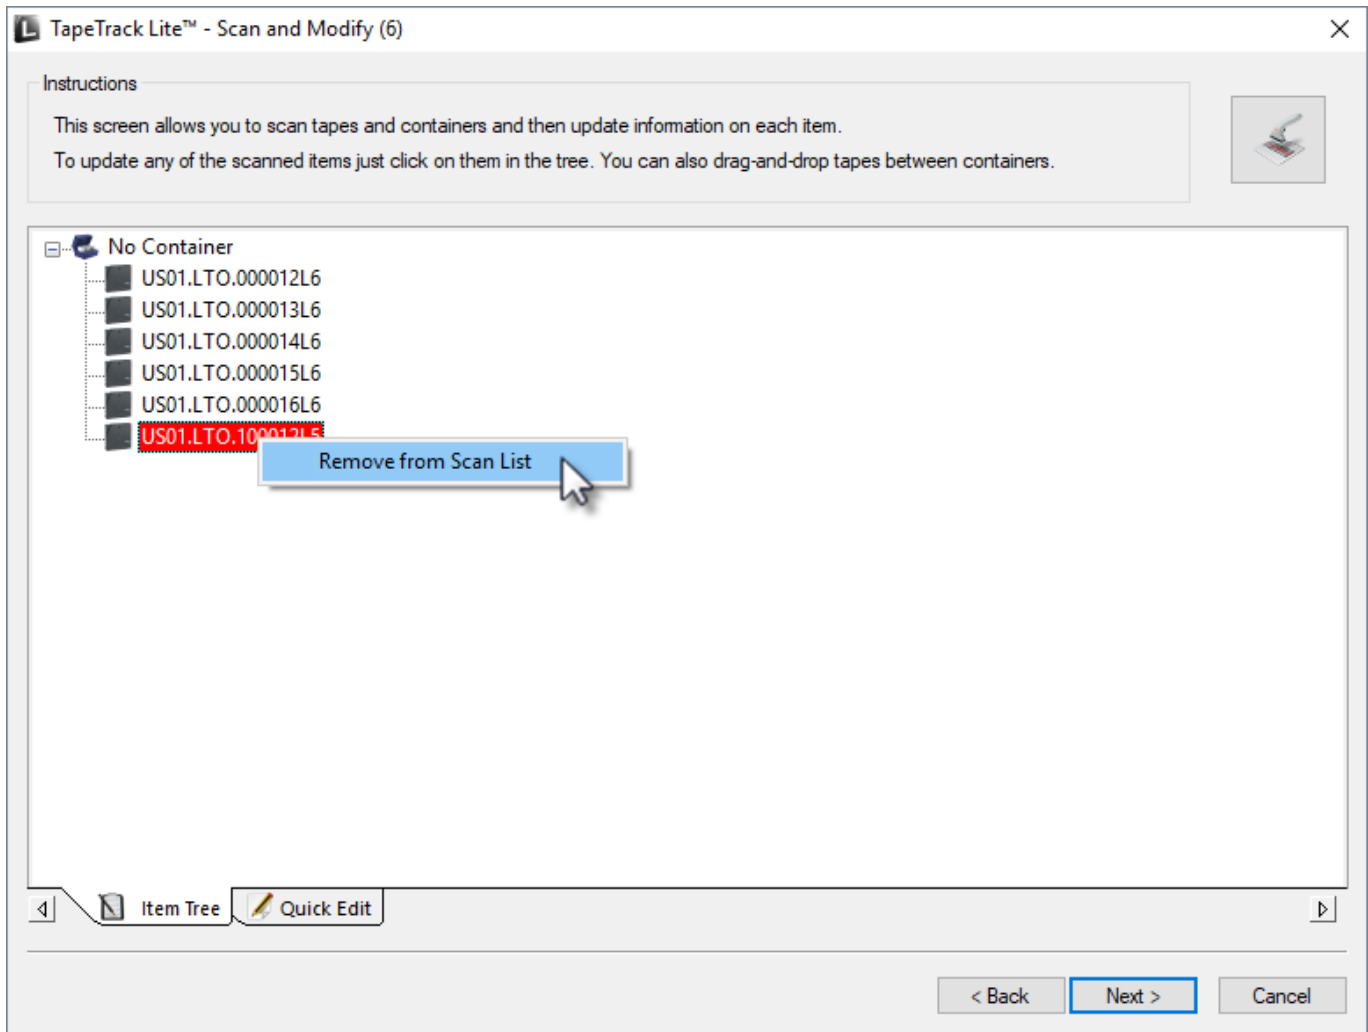 TapeTrack Lite™ - Scan and Modify (6)
Instructions
This screen allows you to scan tapes and containers and then update information on each item.
To update any of the scanned items just click on them in the tree. You can also drag-and-drop tapes between containers.
No Container
US01.LTO.000012L6
US01.LTO.000013L6
US01.LTO.000014L6
US01.LTO.000015L6
US01.LTO.000016L6
US01.LTO.100012L5
Remove from Scan List
Item Tree
Quick Edit
< Back
Next >
Cancel